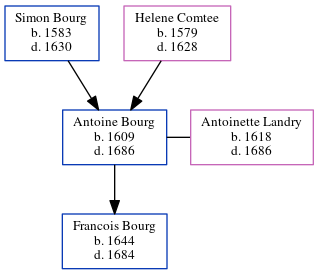 Simon Bourg
b. 1583
d. 1630
Helene Comtee
b. 1579
d. 1628
Antoine Bourg
b. 1609
d. 1686
Antoinette Landry
b. 1618
d. 1686
Francois Bourg
b. 1644
d. 1684